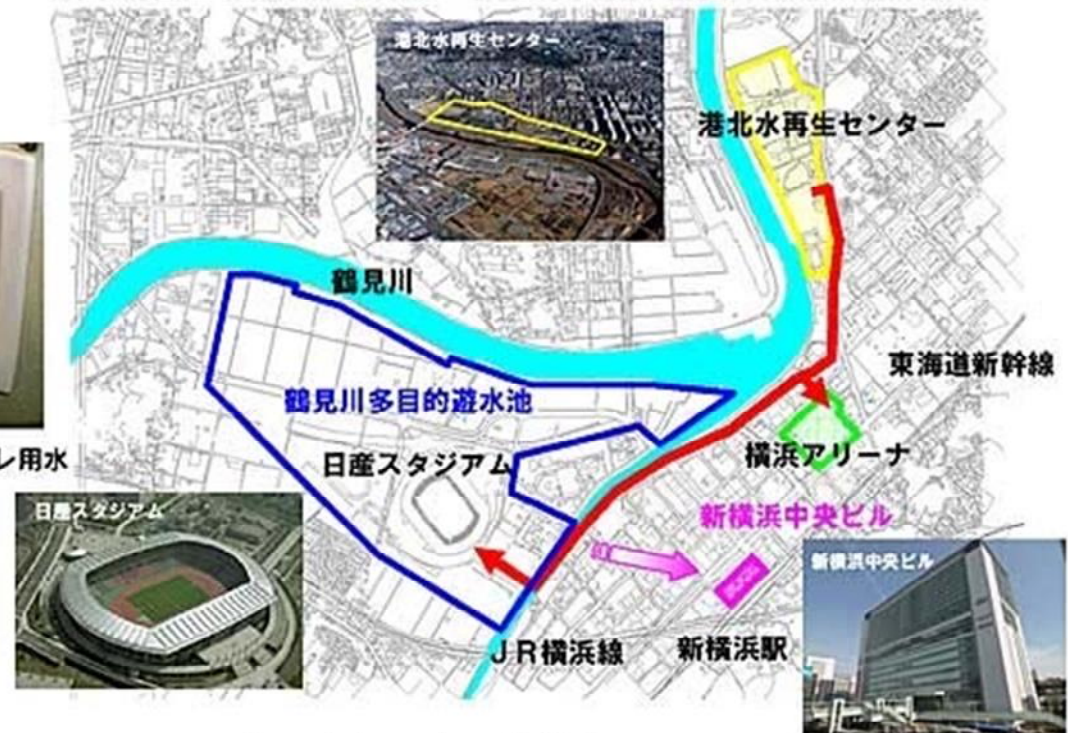 港北水再生センター
港北水再生センター
鶴見川
東海道新幹線
鶴見川多目的遊水池
レ用水
日産スタジアム
横浜アリーナ
日産スタジアム
新横浜中央ビル
新横浜中央ビル
JR横浜線
新横浜駅